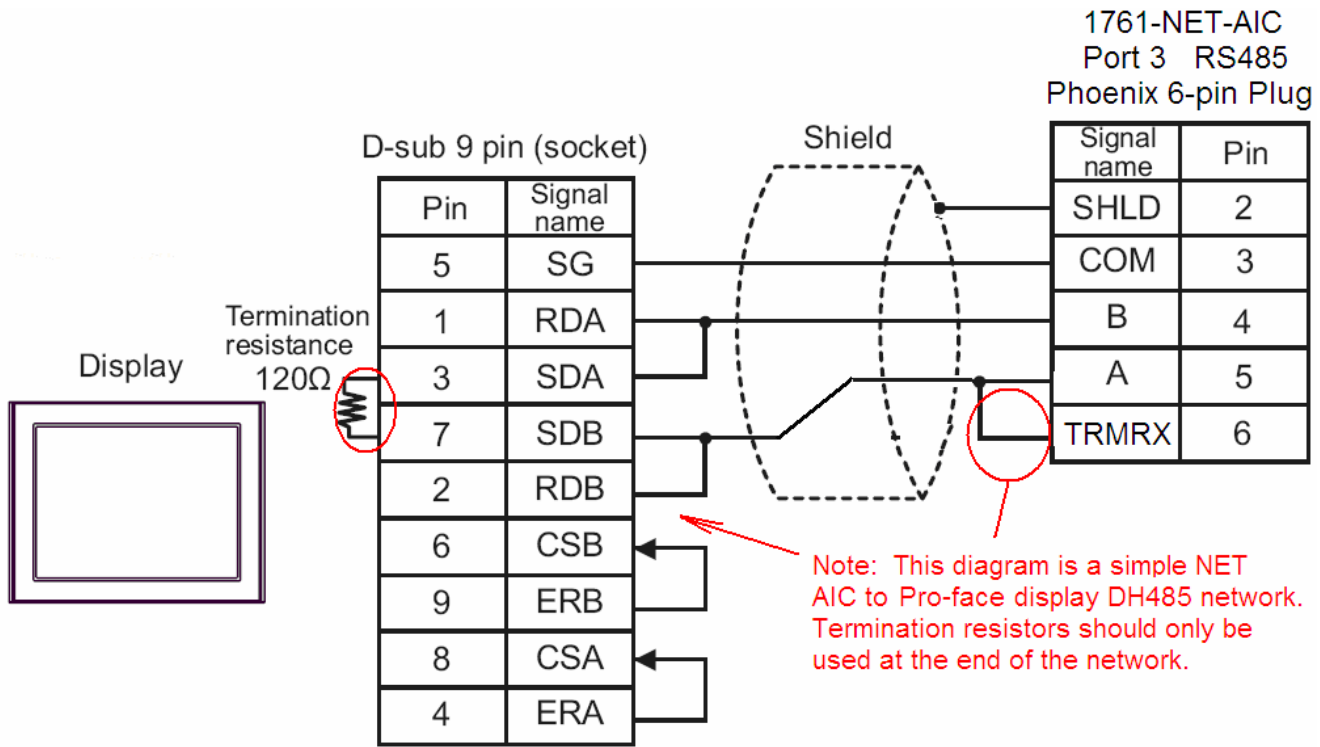 1761-NET-AIC
Port 3 RS485
Phoenix 6-pin Plug
D-sub 9 pin (socket)
Shield
Pin Signal name
5 SG
1 RDA
3 SDA
7 SDB
2 RDB
6 CSB
9 ERB
8 CSA
4 ERA
Signal name Pin
SHLD 2
COM 3
B 4
A 5
TRMRX 6
Termination
resistance
120Ω
Display
Note: This diagram is a simple NET
AIC to Pro-face display DH485 network.
Termination resistors should only be
used at the end of the network.